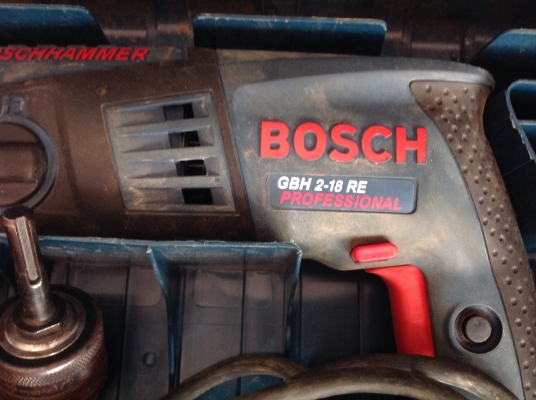 SCHHAMMER
BOSCH
GBH 2-18 RE
PROFESSIONAL